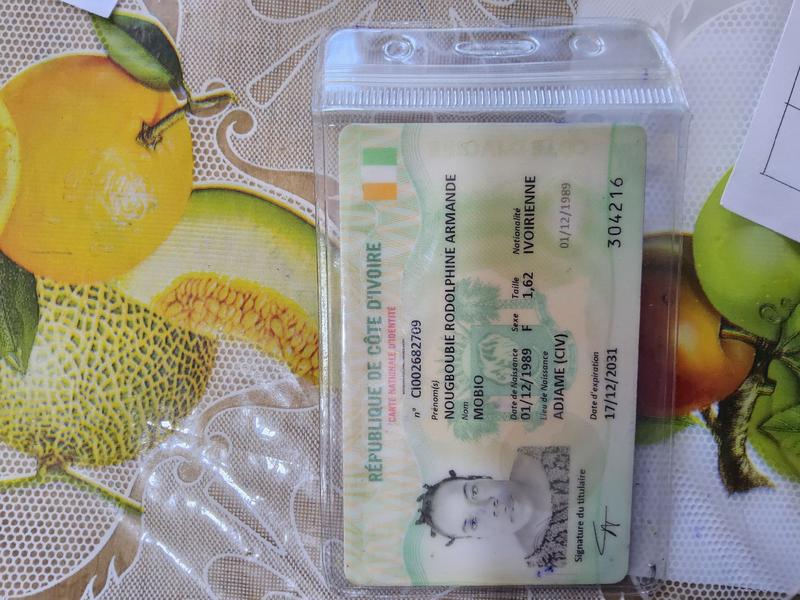 RÉPUBLIQUE DE CÔTE D'IVOIRE
CARTE NATIONALE D'IDENTITÉ
n° CI002682709
Prénom(s)
NOUGBOUBIE RODOLPHINE ARMANDE
Nom
MOBIO
Date de Naissance Sexe Taille Nationalité
01/12/1989 F 1,62 IVOIRIENNE
Lieu de Naissance
ADJAME (CIV)
01/12/1989
Date d'expiration
17/12/2031
304216
Signature du titulaire